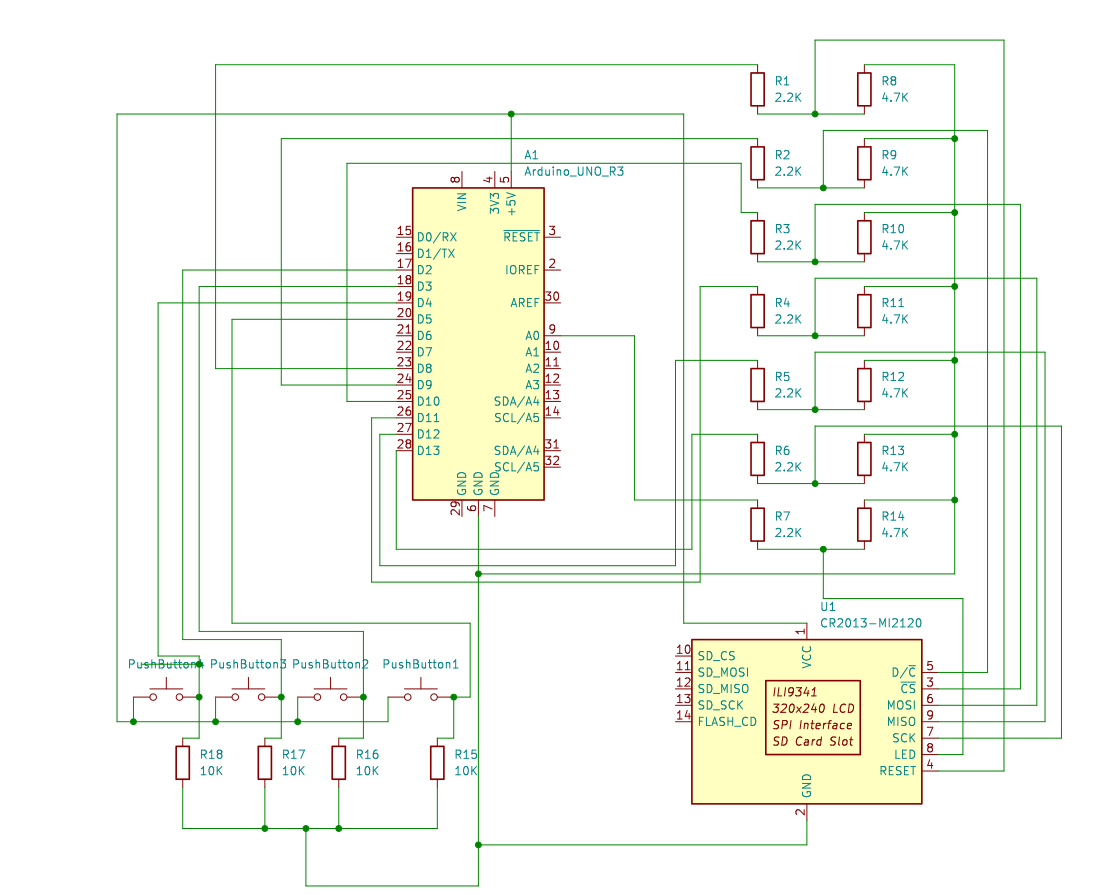 R1
2.2K
R8
4.7K
R2
2.2K
R9
4.7K
R3
2.2K
R10
4.7K
R4
2.2K
R11
4.7K
R5
2.2K
R12
4.7K
R6
2.2K
R13
4.7K
R7
2.2K
R14
4.7K
A1
Arduino_UNO_R3
8
4
5
VIN
3V3
+5V
15 D0/RX
16 D1/TX
17 D2
18 D3
19 D4
20 D5
21 D6
22 D7
23 D8
24 D9
25 D10
26 D11
27 D12
28 D13
RESET 3
IOREF 2
AREF 30
A0 9
A1 10
A2 11
A3 12
SDA/A4 13
SCL/A5 14
SDA/A4 31
SCL/A5 32
GND
GND
GND
29
6
7
U1
CR2013-MI2120
1
VCC
10 SD_CS
11 SD_MOSI
12 SD_MISO
13 SD_SCK
14 FLASH_CD
ILI9341
320x240 LCD
SPI Interface
SD Card Slot
D/C 5
CS 3
MOSI 6
MISO 9
SCK 7
LED 8
RESET 4
GND
2
PushButton4
PushButton3
PushButton2
PushButton1
R18
10K
R17
10K
R16
10K
R15
10K